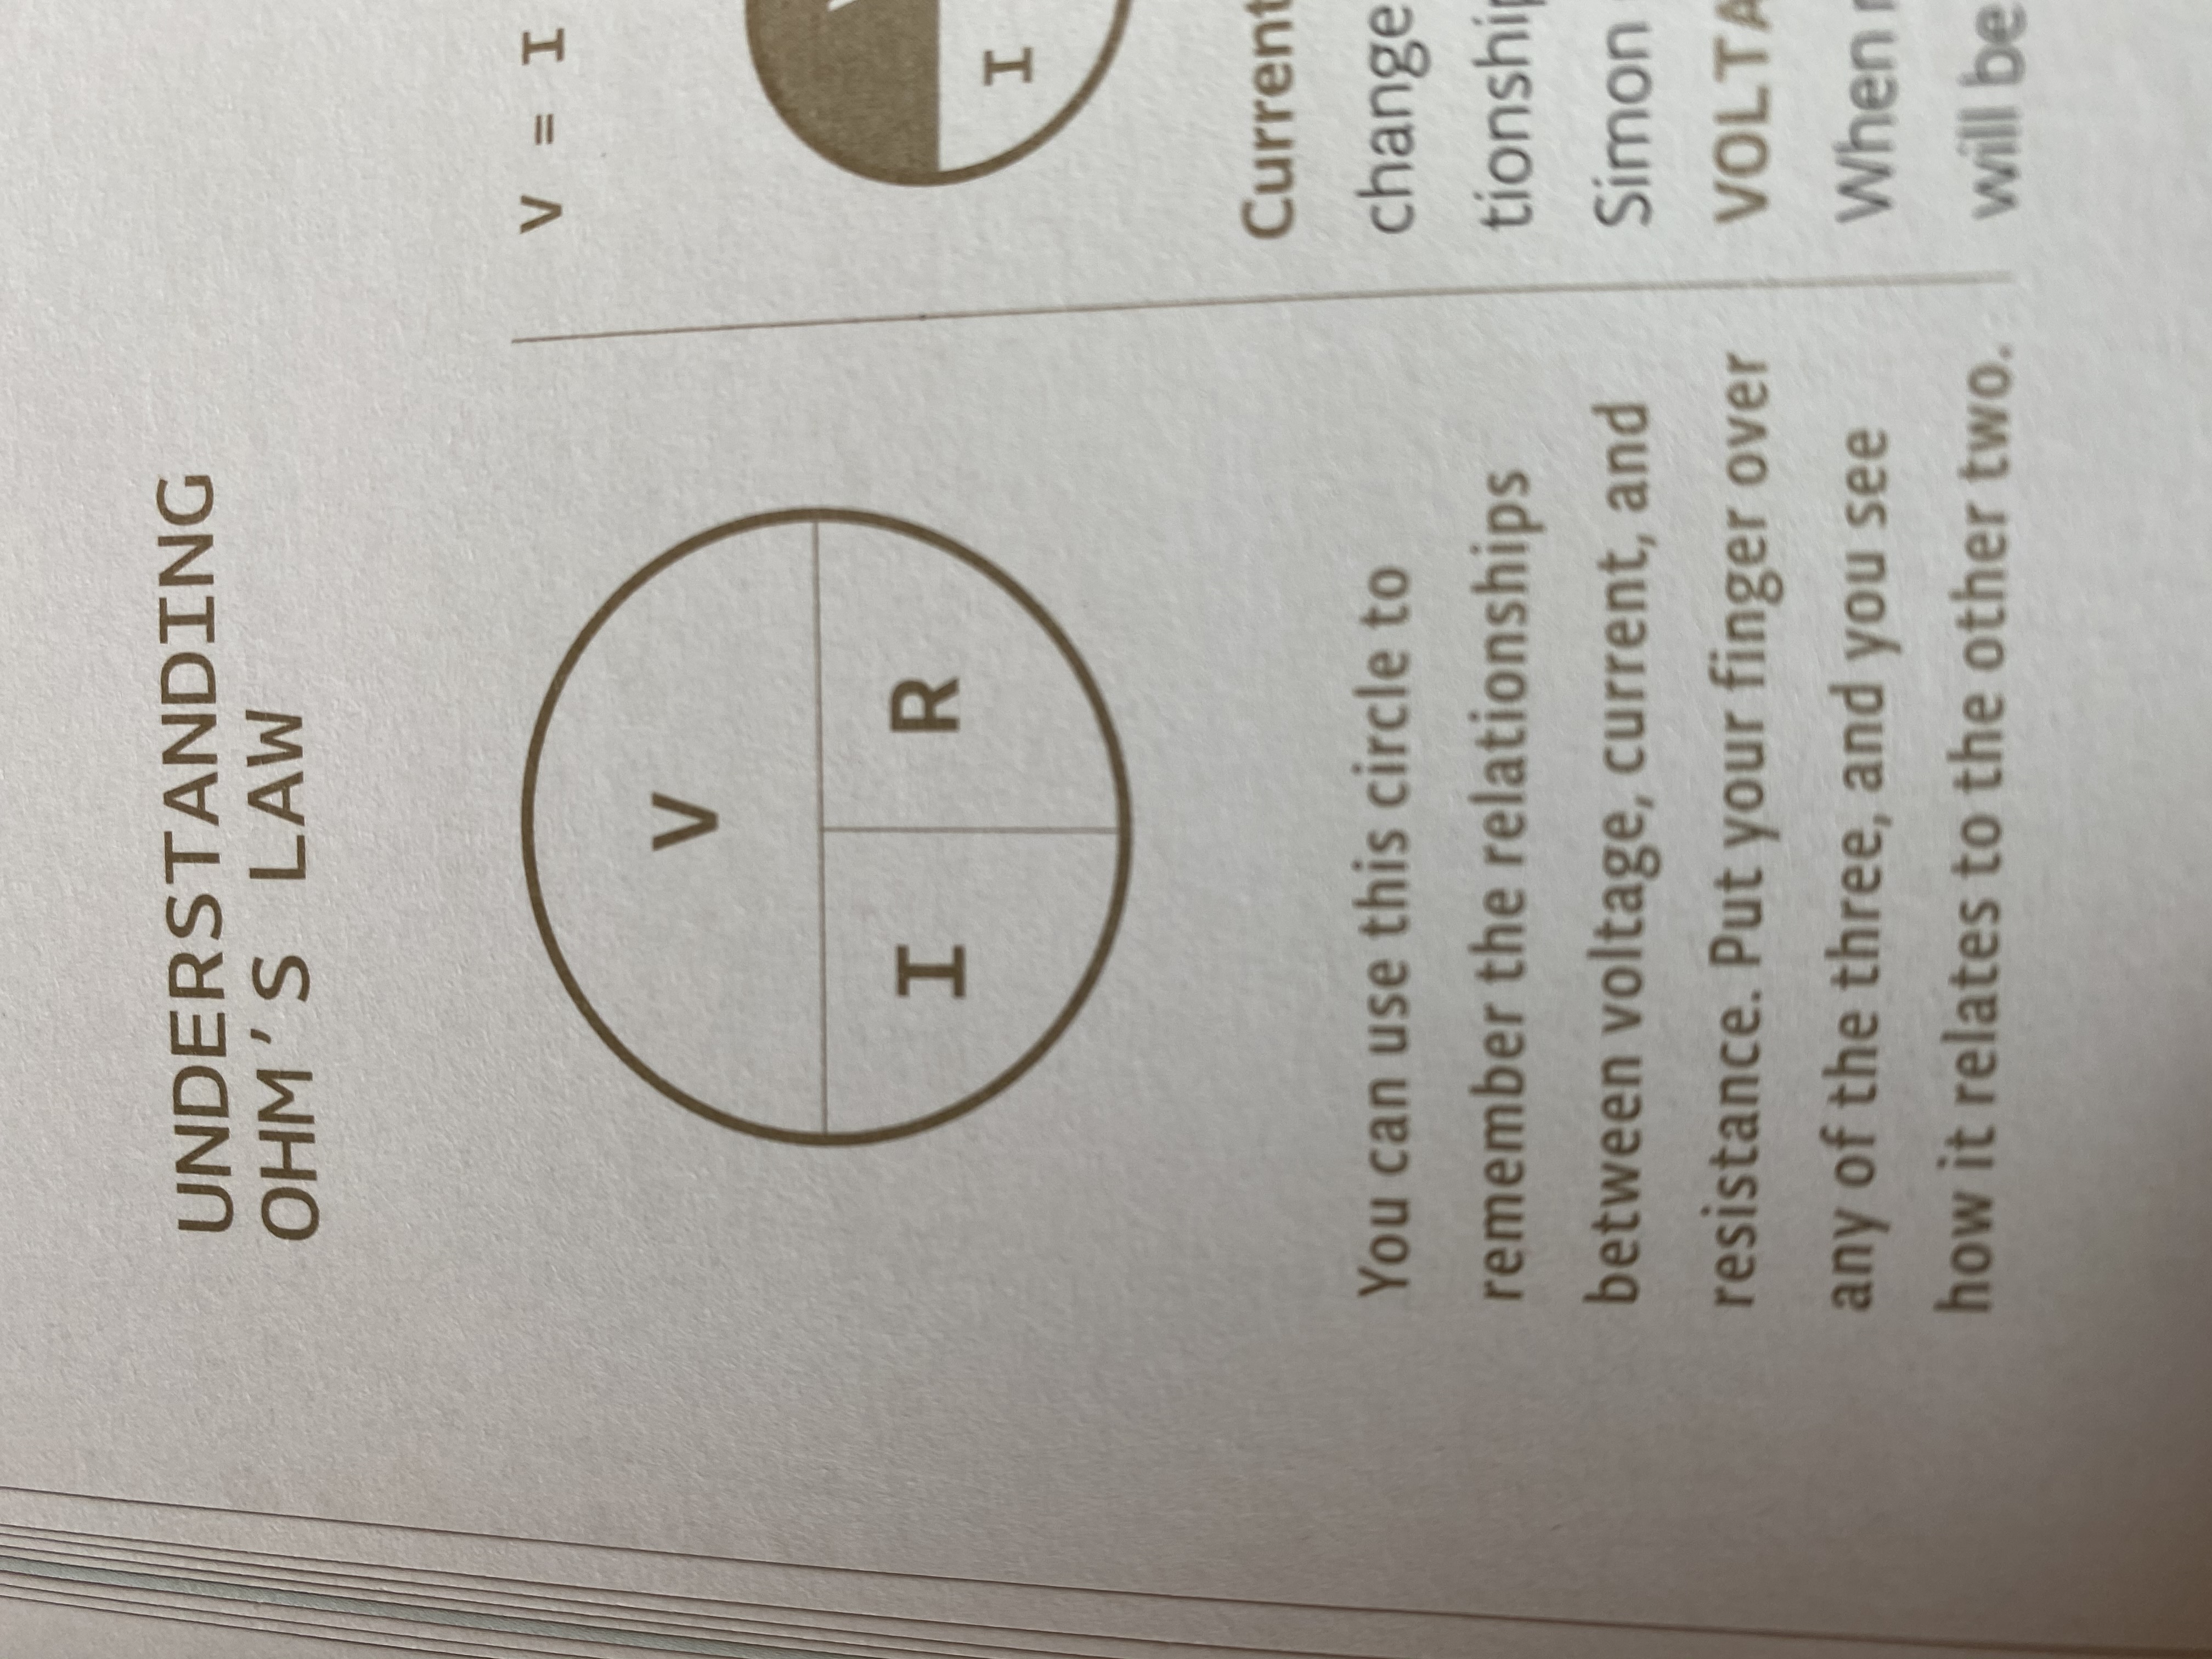 UNDERSTANDING
OHM'S LAW
V
I R
You can use this circle to
remember the relationships
between voltage, current, and
resistance. Put your finger over
any of the three, and you see
how it relates to the other two.
V = I
I
Current
change
Simon
When
will be